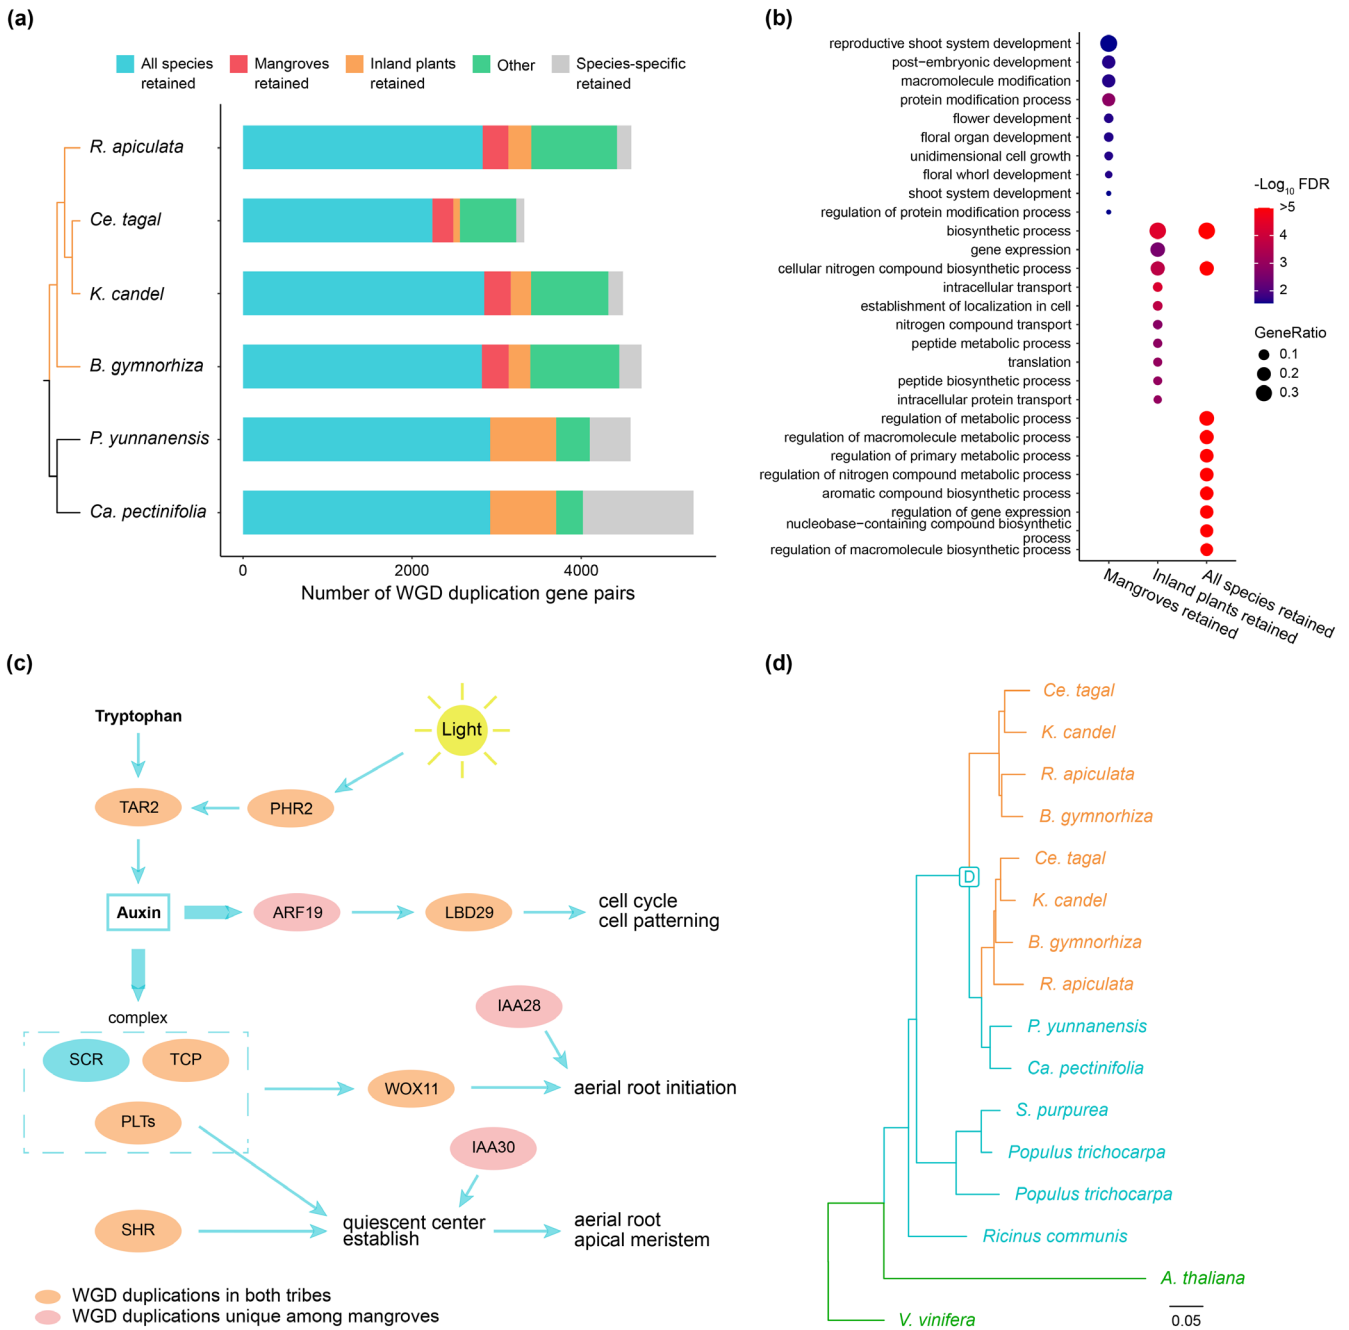 (a)
All species retained
Mangroves retained
Inland plants retained
Other
Species-specific retained
R. apiculata
Ce. tagal
K. candel
B. gymnorhiza
P. yunnanensis
Ca. pectinifolia
0
2000
4000
Number of WGD duplication gene pairs
(b)
reproductive shoot system development
post-embryonic development
macromolecule modification
protein modification process
flower development
floral organ development
unidimensional cell growth
floral whorl development
shoot system development
regulation of protein modification process
biosynthetic process
gene expression
cellular nitrogen compound biosynthetic process
intracellular transport
establishment of localization in cell
nitrogen compound transport
peptide metabolic process
translation
peptide biosynthetic process
intracellular protein transport
regulation of metabolic process
regulation of macromolecule metabolic process
regulation of primary metabolic process
regulation of nitrogen compound metabolic process
aromatic compound biosynthetic process
regulation of gene expression
nucleobase−containing compound biosynthetic
process
regulation of macromolecule biosynthetic process
Mangroves retained
Inland plants retained
All species retained
-Log10 FDR
>5
4
3
2
GeneRatio
0.1
0.2
0.3
(c)
Tryptophan
Light
TAR2
PHR2
Auxin
ARF19
LBD29
cell cycle
cell patterning
complex
IAA28
SCR
TCP
WOX11
aerial root initiation
PLTs
IAA30
SHR
quiescent center
establish
aerial root
apical meristem
WGD duplications in both tribes
WGD duplications unique among mangroves
(d)
Ce. tagal
K. candel
R. apiculata
B. gymnorhiza
Ce. tagal
D
K. candel
B. gymnorhiza
R. apiculata
P. yunnanensis
Ca. pectinifolia
S. purpurea
Populus trichocarpa
Populus trichocarpa
Ricinus communis
A. thaliana
V. vinifera
0.05